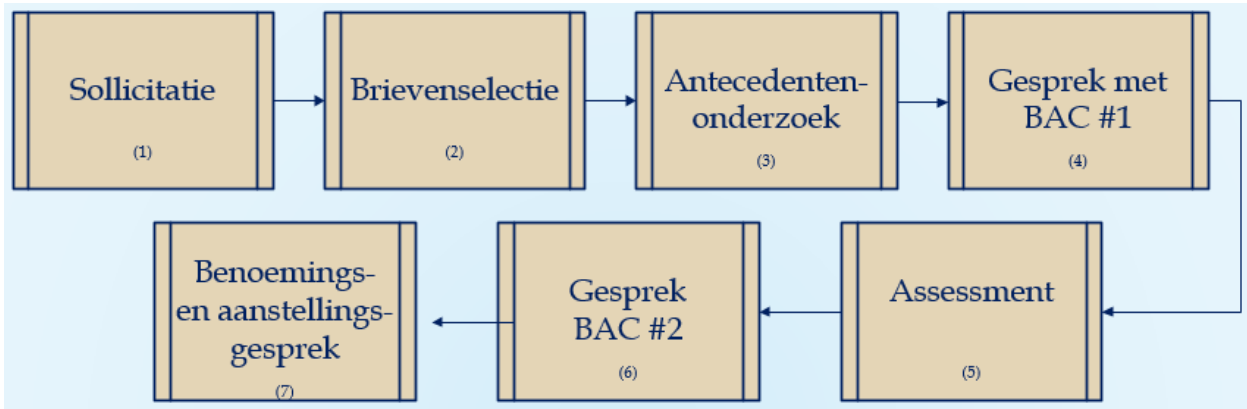 Sollicitatie
(1)
Brievenselectie
(2)
Antecedenten-
onderzoek
(3)
Gesprek met
BAC #1
(4)
Assessment
(5)
Gesprek
BAC #2
(6)
Benoemings-
en aanstellings-
gesprek
(7)